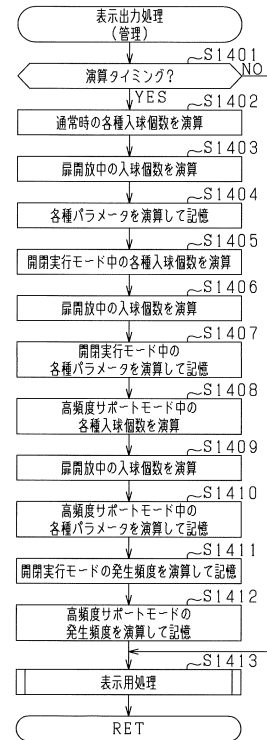 表示出力処理
(管理)
S1401
演算タイミング?
NO
YES
S1402
通常時の各種入球個数を演算
S1403
扉開放中の入球個数を演算
S1404
各種パラメータを演算して記憶
S1405
開閉実行モード中の各種入球個数を演算
S1406
扉開放中の入球個数を演算
S1407
開閉実行モード中の
各種パラメータを演算して記憶
S1408
高頻度サポートモード中の
各種入球個数を演算
S1409
扉開放中の入球個数を演算
S1410
高頻度サポートモード中の
各種パラメータを演算して記憶
S1411
開閉実行モードの発生頻度を演算して記憶
S1412
高頻度サポートモードの
発生頻度を演算して記憶
S1413
表示用処理
RET